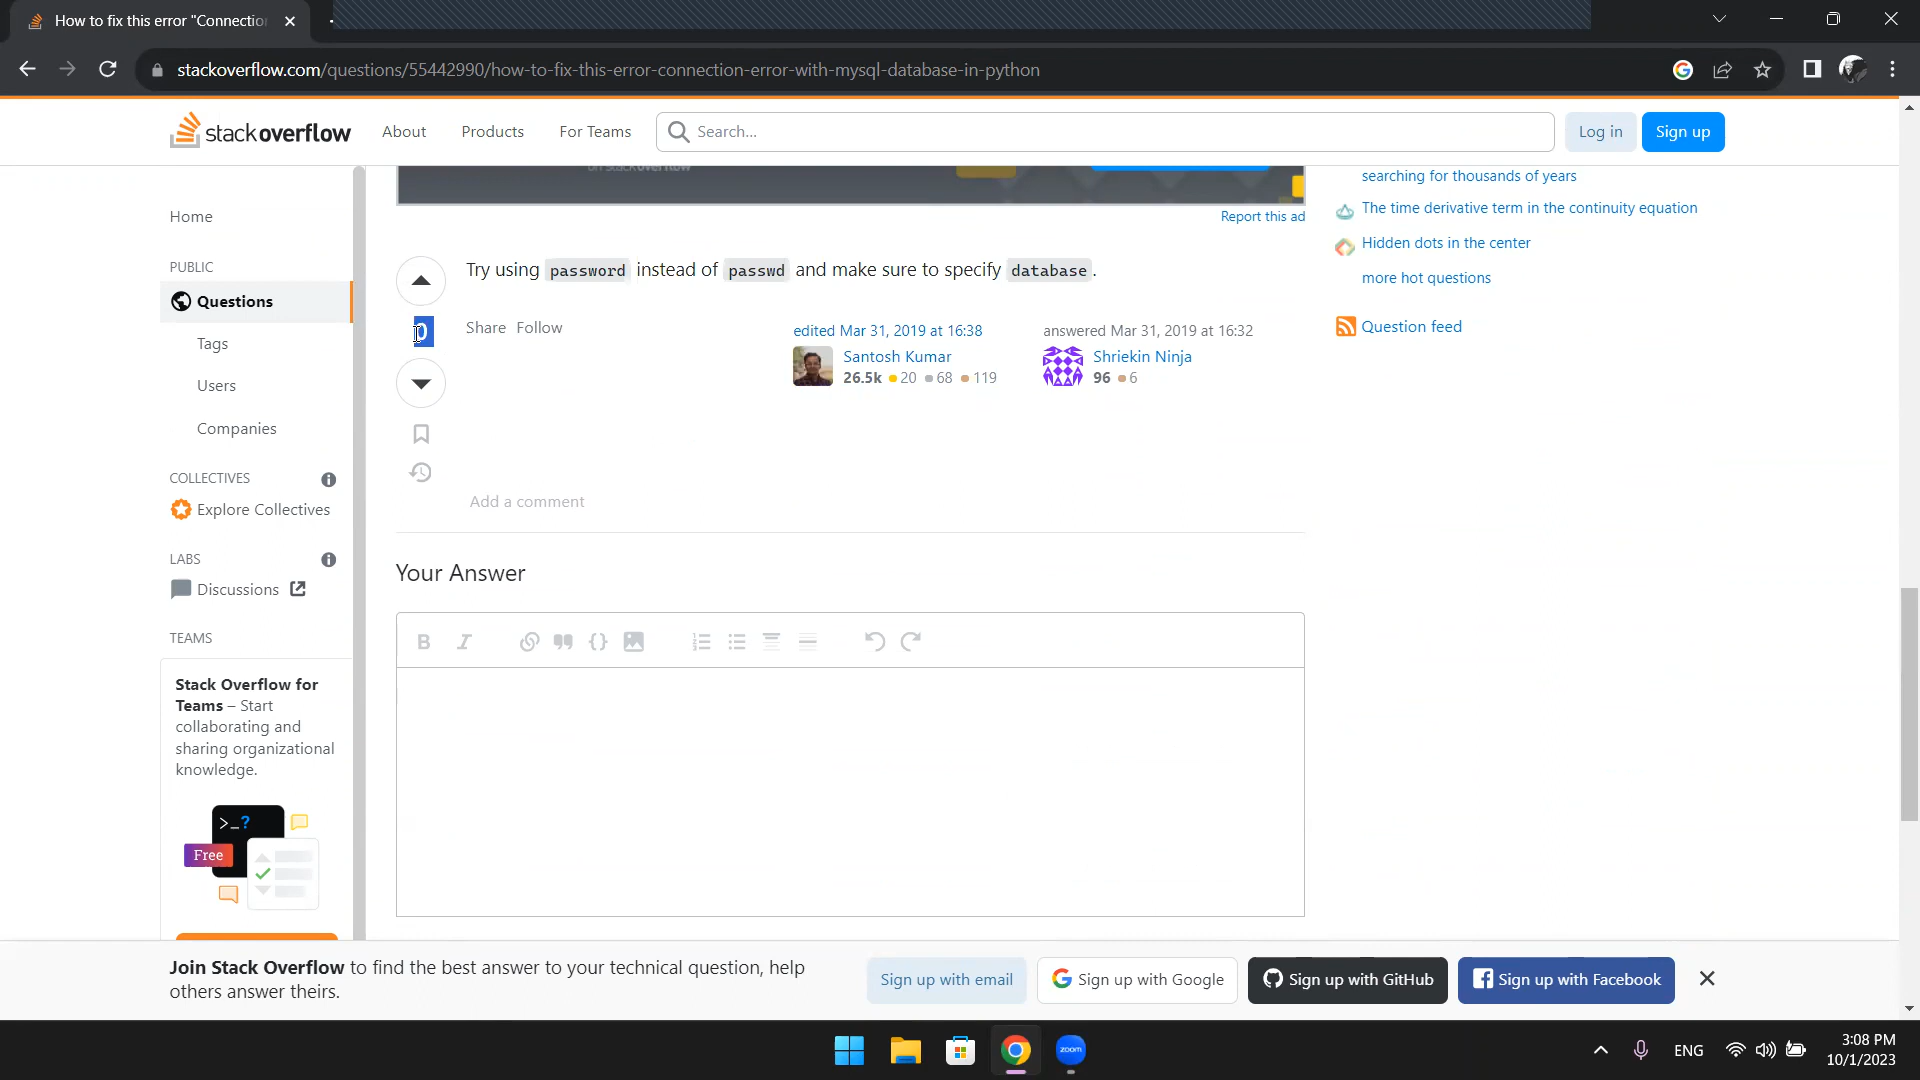 How to fix this error "Connectio
stackoverflow.com/questions/55442990/how-to-fix-this-error-connection-error-with-mysql-database-in-python
stackoverflow
About
Products
For Teams
Search...
Log in
Sign up
Home
PUBLIC
Questions
Tags
Users
Companies
COLLECTIVES
Explore Collectives
LABS
Discussions
TEAMS
Stack Overflow for
Teams – Start
collaborating and
sharing organizational
knowledge.
>_?
Free
on stackoverflow
Report this ad
Try using password instead of passwd and make sure to specify database.
0
Share Follow
edited Mar 31, 2019 at 16:38
Santosh Kumar
26.5k 20 68 119
answered Mar 31, 2019 at 16:32
Shriekin Ninja
96 6
Add a comment
Your Answer
B I
searching for thousands of years
The time derivative term in the continuity equation
Hidden dots in the center
more hot questions
Question feed
Join Stack Overflow to find the best answer to your technical question, help
others answer theirs.
Sign up with email
Sign up with Google
Sign up with GitHub
Sign up with Facebook
zoom
ENG
3:08 PM
10/1/2023